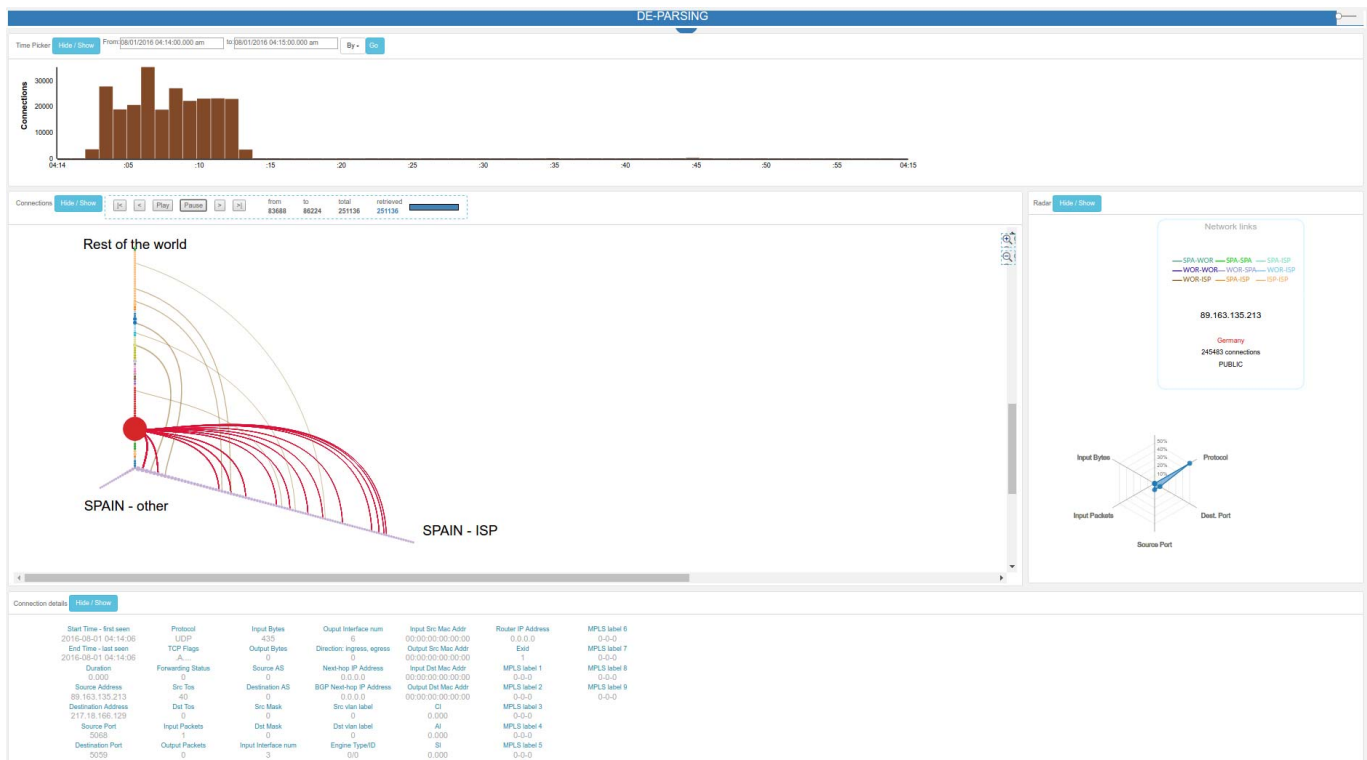 DE-PARSING
Time Picker Hide / Show From: 08/01/2016 04:14:00.000 am to: 08/01/2016 04:15:00.000 am By Go
Connections
30000
20000
10000
0
04:14 :05 :10 :15 :20 :25 :30 :35 :40 :45 :50 :55 04:15
Connections Hide / Show |< < Play Pause > >| from to total retrieved
83688 86224 251136 251136
Radar Hide / Show
Rest of the world
SPAIN - other
SPAIN - ISP
Network links
SPA-WOR SPA-SPA SPA-ISP
WOR-WOR WOR-SPA WOR-ISP
WOR-ISP SPA-ISP ISP-ISP
89.163.135.213
Germany
245483 connections
PUBLIC
50%
40%
30%
20%
10%
Input Bytes Protocol
Input Packets Dest. Port
Source Port
Connection details Hide / Show
Start Time - first seen Protocol Input Bytes Ouput Interface num Input Src Mac Addr Router IP Address MPLS label 6
2016-08-01 04:14:06 UDP 435 6 00:00:00:00:00:00 0.0.0.0 0-0-0
End Time - last seen TCP Flags Output Bytes Direction: ingress, egress Output Src Mac Addr Exid MPLS label 7
2016-08-01 04:14:06 .A.... 0 0 00:00:00:00:00:00 1 0-0-0
Duration Forwarding Status Source AS Next-hop IP Address Input Dst Mac Addr MPLS label 1 MPLS label 8
0.000 0 0 0.0.0.0 00:00:00:00:00:00 0-0-0 0-0-0
Source Address Src Tos Destination AS BGP Next-hop IP Address Output Dst Mac Addr MPLS label 2 MPLS label 9
89.163.135.213 40 0 0.0.0.0 00:00:00:00:00:00 0-0-0 0-0-0
Destination Address Dst Tos Src Mask Src vlan label CI MPLS label 3
217.18.166.129 0 0 0 0.000 0-0-0
Source Port Input Packets Dst Mask Dst vlan label AI MPLS label 4
5068 1 0 0 0.000 0-0-0
Destination Port Output Packets Input Interface num Engine Type/ID SI MPLS label 5
5059 0 3 0/0 0.000 0-0-0